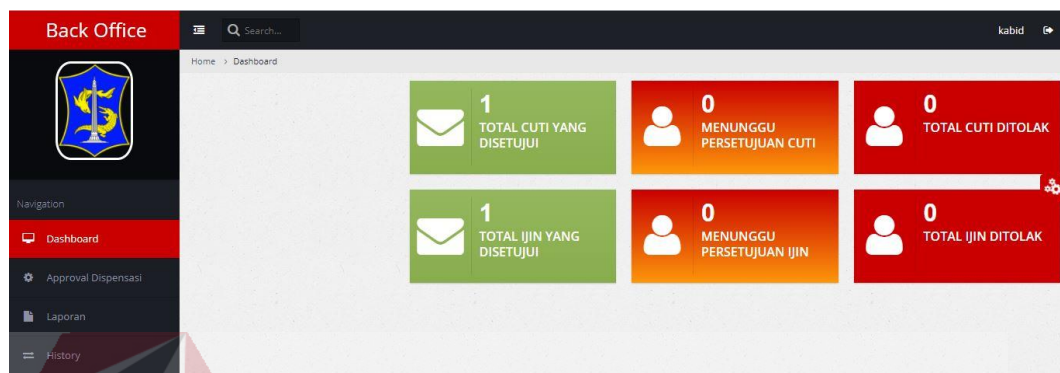 Back Office
Search...
kabid
Home > Dashboard
1
TOTAL CUTI YANG
DISETUJUI
0
MENUNGGU
PERSETUJUAN CUTI
0
TOTAL CUTI DITOLAK
1
TOTAL IJIN YANG
DISETUJUI
0
MENUNGGU
PERSETUJUAN IJIN
0
TOTAL IJIN DITOLAK
Navigation
Dashboard
Approval Dispensasi
Laporan
History